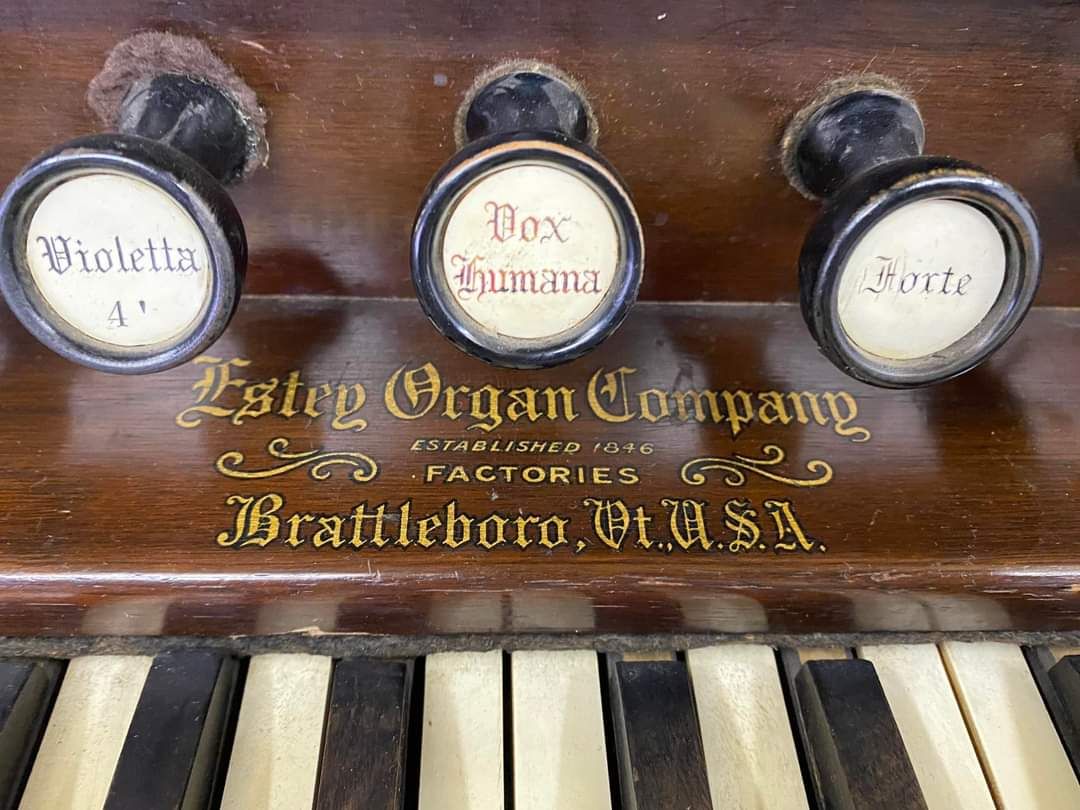 Violetta
4'
Vox
Humana
Forte
Estey Organ Company
ESTABLISHED 1846
FACTORIES
Brattleboro, Vt., U.S.A.